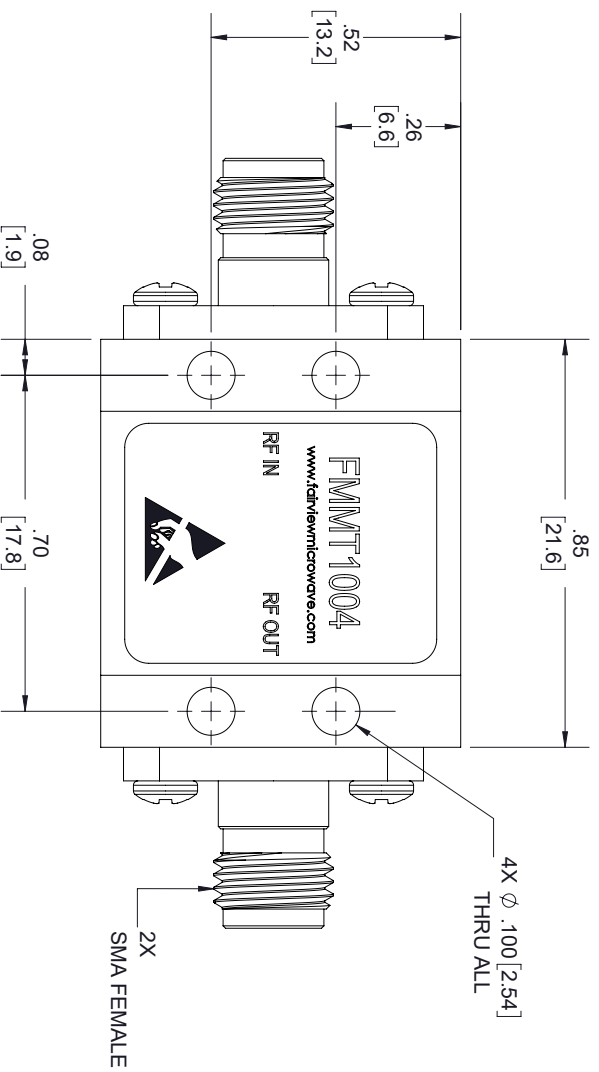 .85
[21.6]
4X ⌀ .100 [2.54]
THRU ALL
.26
[6.6]
.52
[13.2]
FMMT1004
www.fairviewmicrowave.com
RF IN
RF OUT
2X
SMA FEMALE
.08
[1.9]
.70
[17.8]